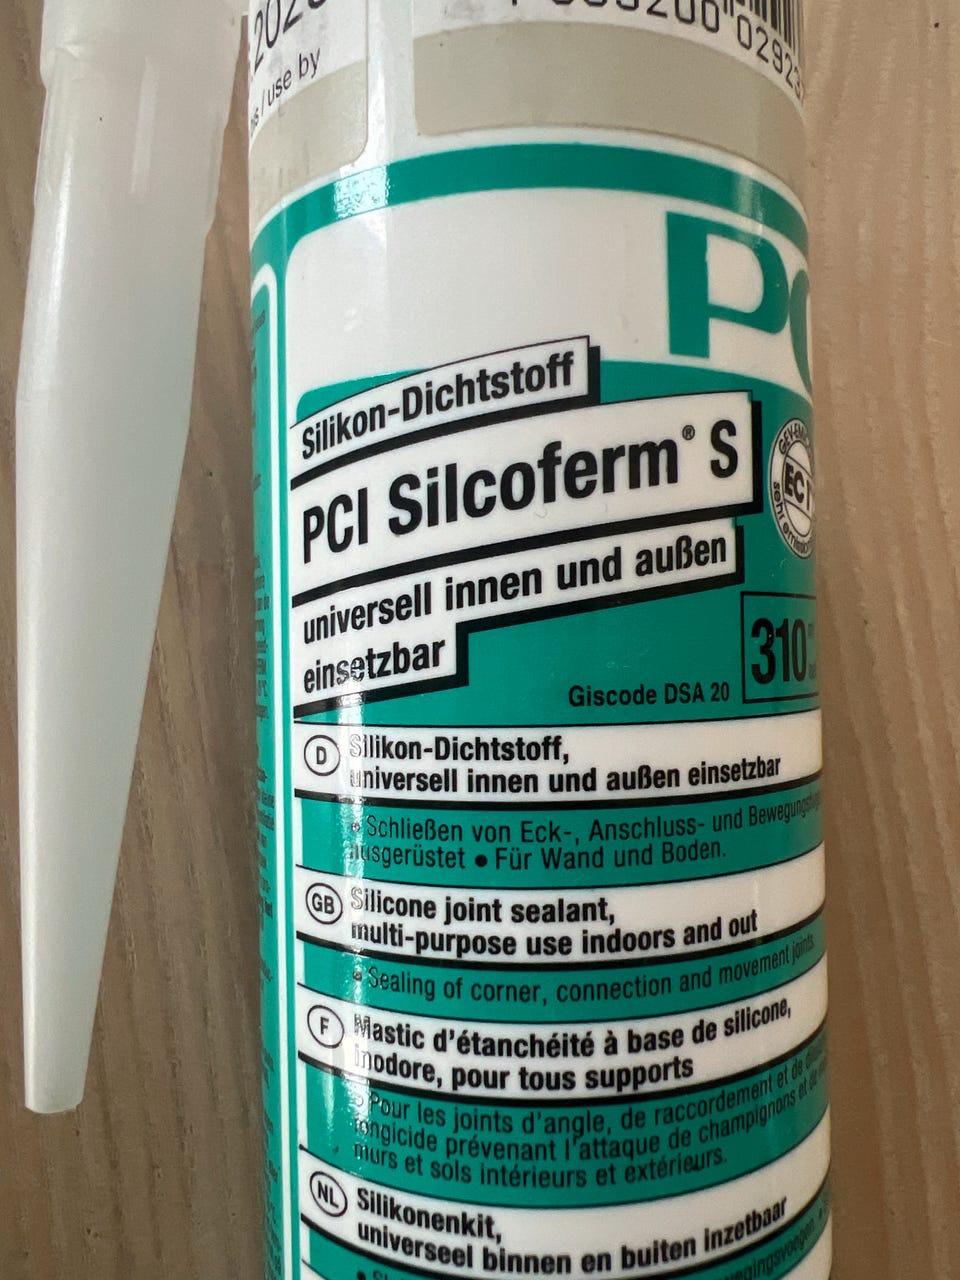 / use by
PC
Silikon-Dichtstoff
PCI Silcoferm® S
universell innen und außen
einsetzbar
310
Giscode DSA 20
D
Silikon-Dichtstoff,
universell innen und außen einsetzbar
• Schließen von Eck-, Anschluss- und
ausgerüstet • Für Wand und Boden.
GB
Silicone joint sealant,
multi-purpose use indoors and out
• Sealing of corner, connection and movement joints.
F
Mastic d'étanchéité à base de silicone,
inodore, pour tous supports
• Pour les joints d'angle, de raccordement et de
fongicide prévenant l'attaque de champignons et de
murs et sols intérieurs et extérieurs.
NL
Silikonenkit,
universeel binnen en buiten inzetbaar